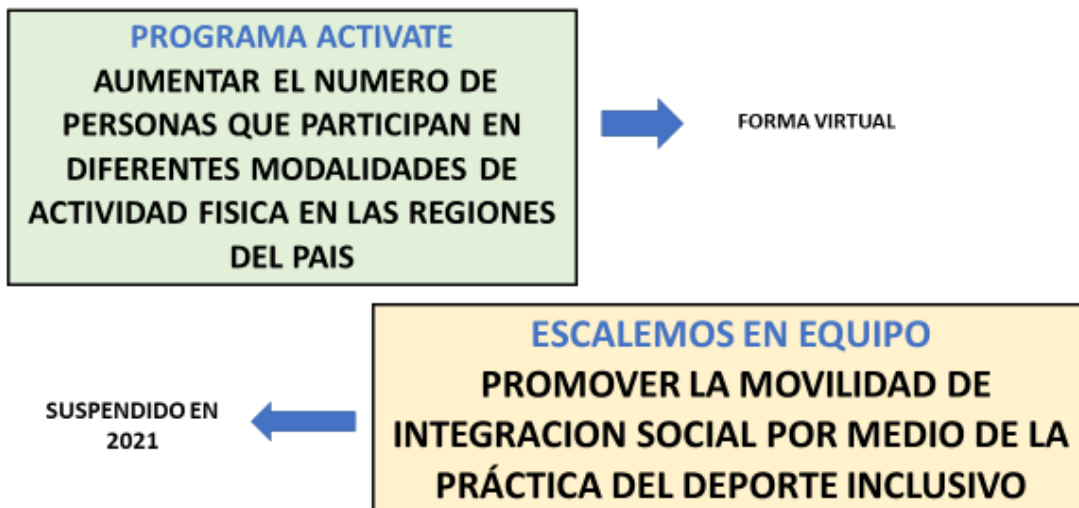 PROGRAMA ACTIVATE
AUMENTAR EL NUMERO DE
PERSONAS QUE PARTICIPAN EN
DIFERENTES MODALIDADES DE
ACTIVIDAD FISICA EN LAS REGIONES
DEL PAIS
FORMA VIRTUAL
ESCALEMOS EN EQUIPO
PROMOVER LA MOVILIDAD DE
INTEGRACION SOCIAL POR MEDIO DE LA
PRÁCTICA DEL DEPORTE INCLUSIVO
SUSPENDIDO EN
2021